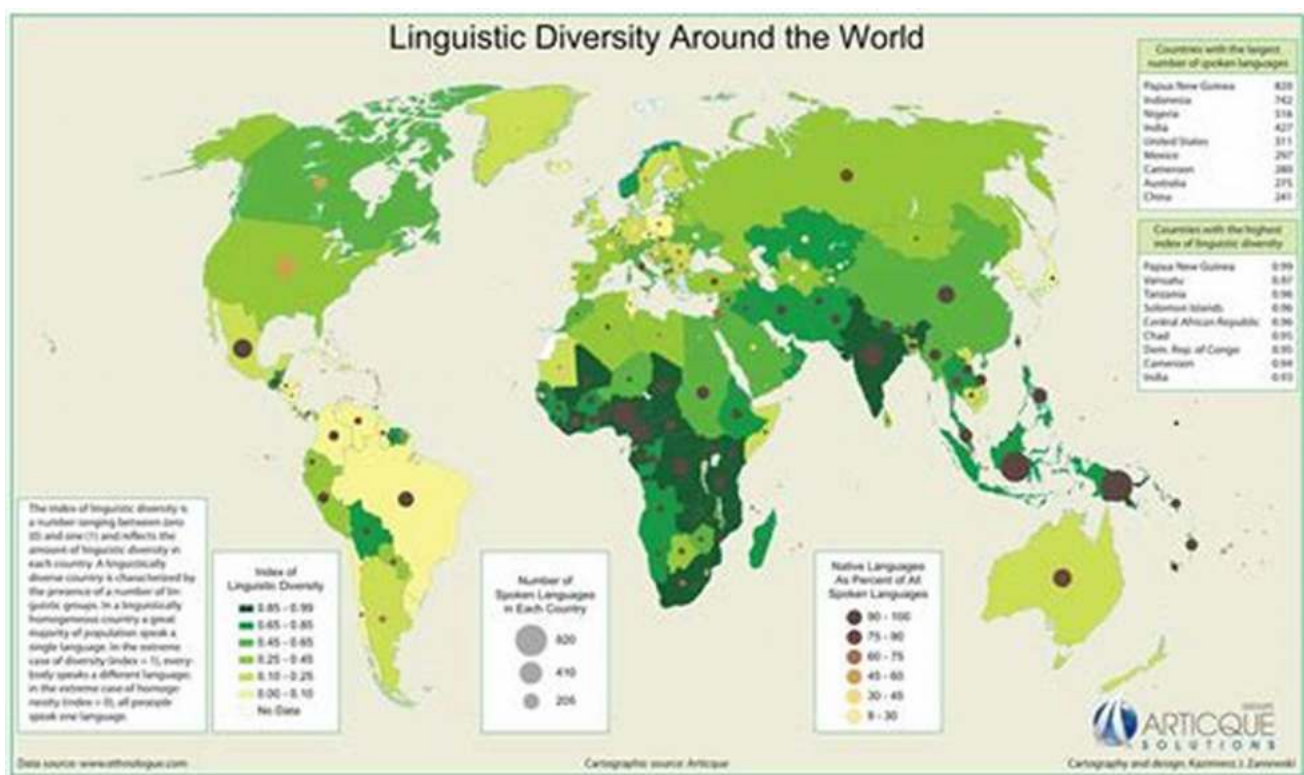 Linguistic Diversity Around the World
Countries with the largest
number of spoken languages
Papua New Guinea 820
Indonesia 742
Nigeria 516
India 427
United States 311
Mexico 297
Cameroon 280
Australia 275
China 241
Countries with the highest
index of linguistic diversity
Papua New Guinea 0.99
Vanuatu 0.97
Tanzania 0.96
Solomon Islands 0.96
Central African Republic 0.96
Chad 0.95
Dem. Rep. of Congo 0.95
Cameroon 0.94
India 0.93
The index of linguistic diversity is
a number ranging between zero
(0) and one (1) and reflects the
amount of linguistic diversity in
each country. A linguistically
diverse country is characterized by
the presence of a number of lin-
guistic groups. In a linguistically
homogeneous country a great
majority of population speak a
single language. In the extreme
case of diversity (index = 1), every-
body speaks a different language;
in the extreme case of homoge-
neity (index = 0), all people
speak one language.
Index of
Linguistic Diversity
0.85 - 0.99
0.65 - 0.85
0.45 - 0.65
0.25 - 0.45
0.10 - 0.25
0.00 - 0.10
No Data
Number of
Spoken Languages
in Each Country
820
410
205
Native Languages
As Percent of All
Spoken Languages
90 - 100
75 - 90
60 - 75
45 - 60
30 - 45
9 - 30
GROUPE
ARTICQUE
SOLUTIONS
Data source: www.ethnologue.com
Cartographic source: Articque
Cartography and design: Kazimierz J. Zaniewski